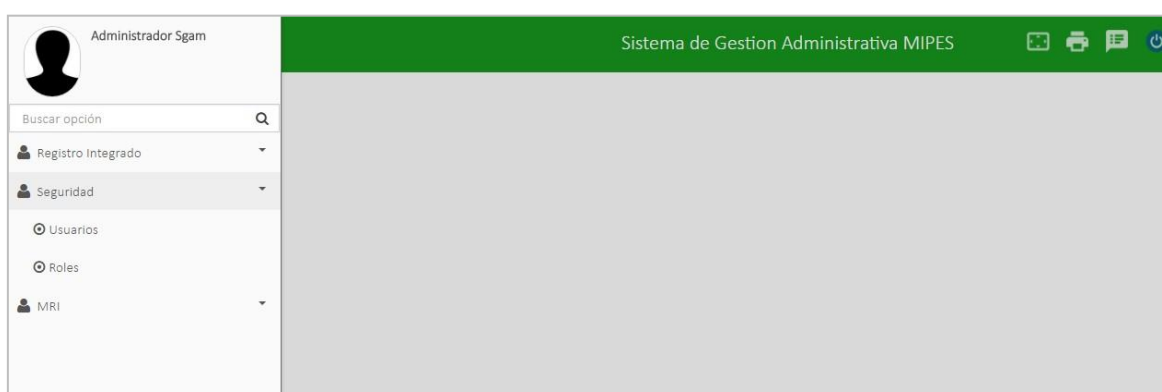 Administrador Sgam
Sistema de Gestion Administrativa MIPES
Buscar opción
Registro Integrado
Seguridad
Usuarios
Roles
MRI